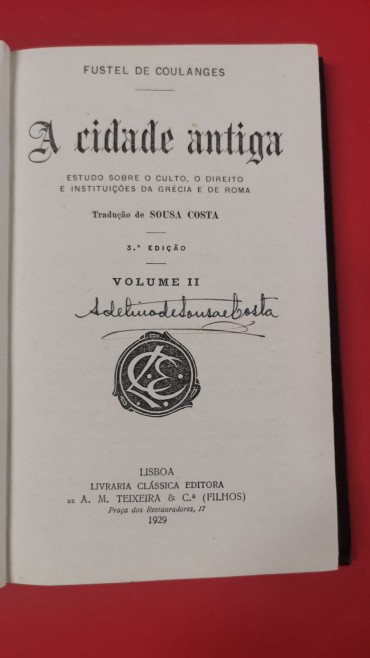 FUSTEL DE COULANGES
A cidade antiga
ESTUDO SOBRE O CULTO, O DIREITO
E INSTITUIÇÕES DA GRÉCIA E DE ROMA
Tradução de SOUSA COSTA
3.ª EDIÇÃO
VOLUME II
Adelino de Sousa e Costa
LCE
LISBOA
LIVRARIA CLÁSSICA EDITORA
DE A. M. TEIXEIRA & C.ª (FILHOS)
Praça dos Restauradores, 17
1929